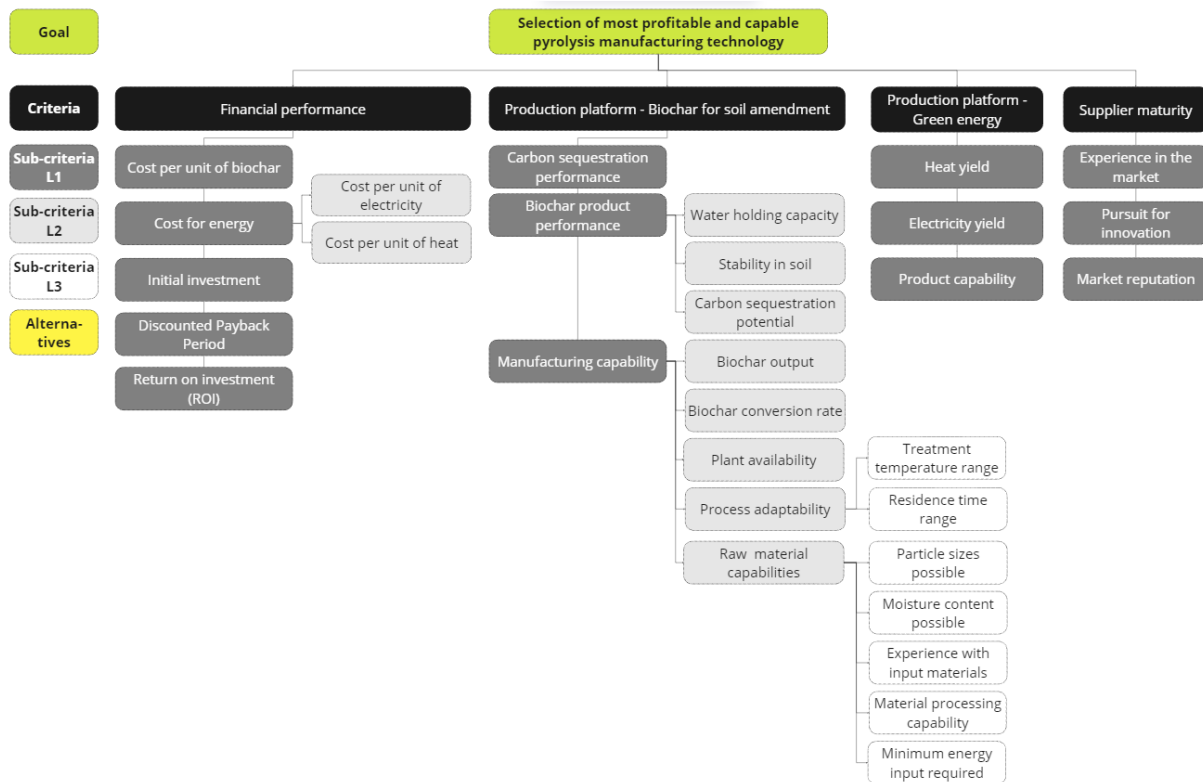 Goal
Selection of most profitable and capable
pyrolysis manufacturing technology
Criteria
Financial performance
Production platform - Biochar for soil amendment
Production platform -
Green energy
Supplier maturity
Sub-criteria
L1
Cost per unit of biochar
Carbon sequestration
performance
Heat yield
Experience in the
market
Sub-criteria
L2
Cost for energy
Cost per unit of
electricity
Cost per unit of heat
Biochar product
performance
Water holding capacity
Electricity yield
Pursuit for
innovation
Sub-criteria
L3
Initial investment
Stability in soil
Product capability
Market reputation
Alterna-
tives
Discounted Payback
Period
Carbon sequestration
potential
Return on investment
(ROI)
Manufacturing capability
Biochar output
Biochar conversion rate
Plant availability
Process adaptability
Treatment
temperature range
Residence time
range
Raw material
capabilities
Particle sizes
possible
Moisture content
possible
Experience with
input materials
Material processing
capability
Minimum energy
input required